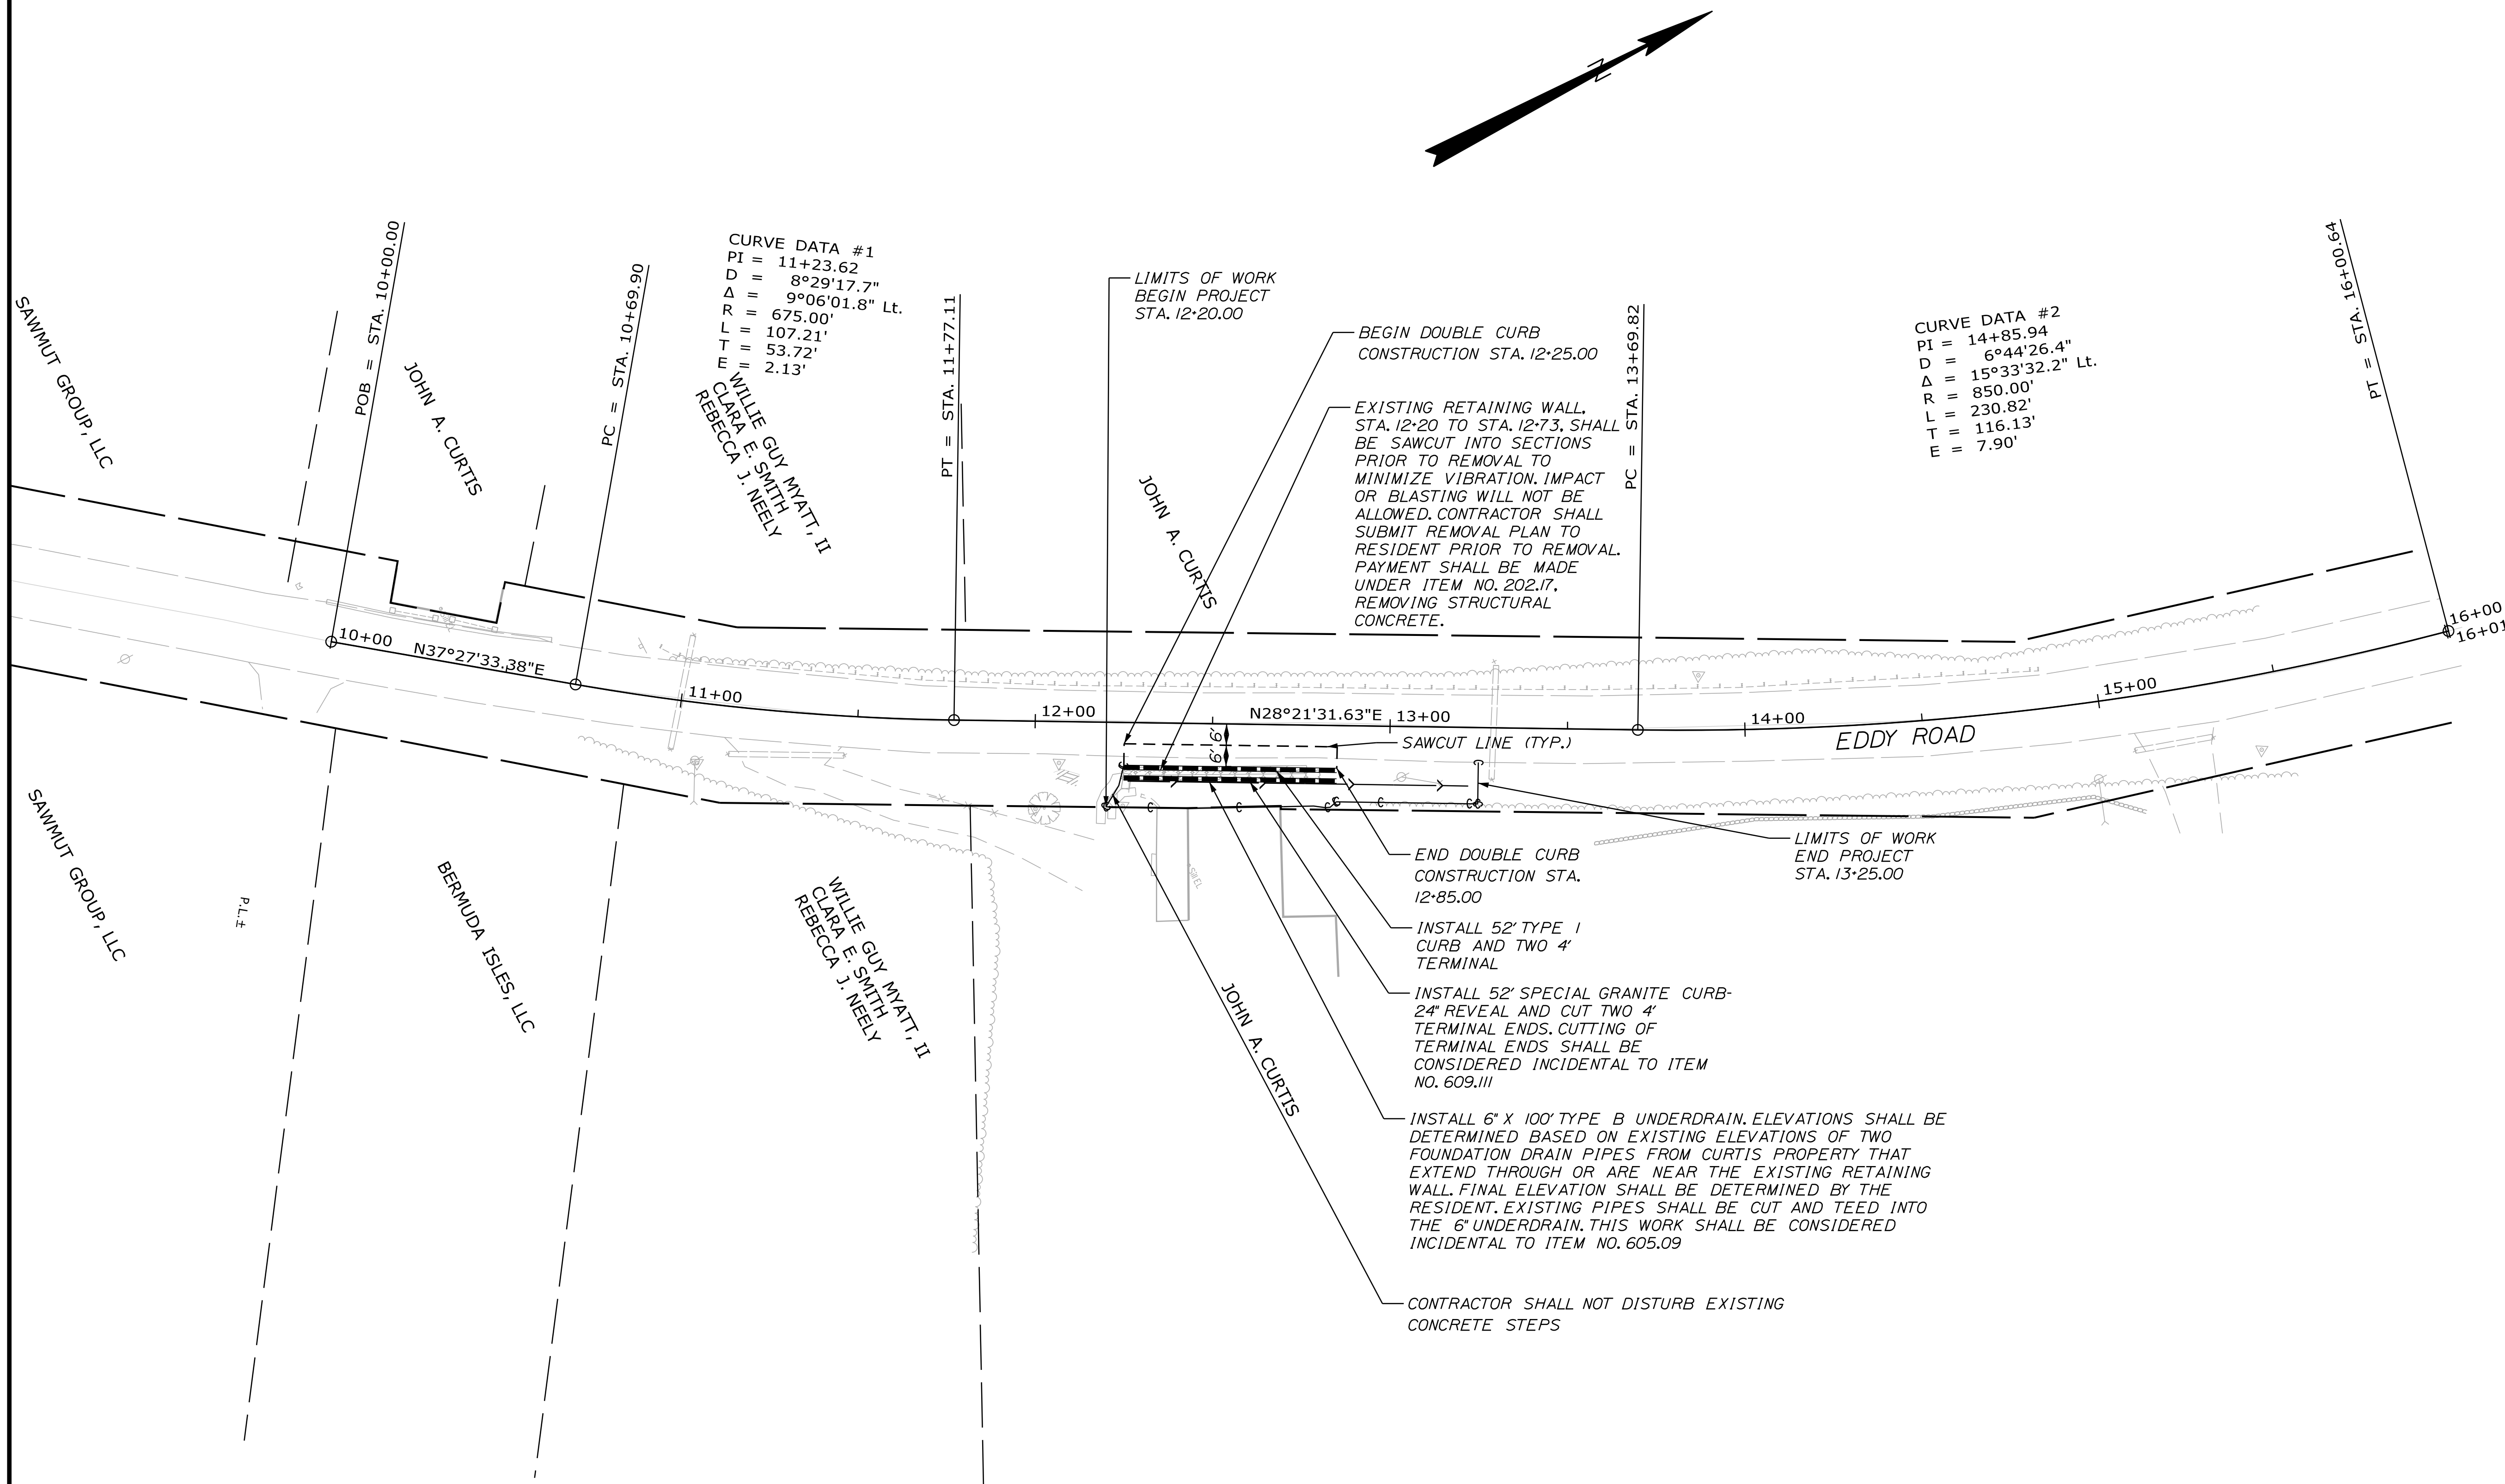 N
POB = STA. 10+00.00
PC = STA. 10+69.90
CURVE DATA #1
PI = 11+23.62
D = 8°29'17.7"
Δ = 9°06'01.8" Lt.
R = 675.00'
L = 107.21'
T = 53.72'
E = 2.13'
PT = STA. 11+77.11
LIMITS OF WORK
BEGIN PROJECT
STA. 12+20.00
BEGIN DOUBLE CURB
CONSTRUCTION STA. 12+25.00
EXISTING RETAINING WALL,
STA. 12+20 TO STA. 12+73, SHALL
BE SAWCUT INTO SECTIONS
PRIOR TO REMOVAL TO
MINIMIZE VIBRATION. IMPACT
OR BLASTING WILL NOT BE
ALLOWED. CONTRACTOR SHALL
SUBMIT REMOVAL PLAN TO
RESIDENT PRIOR TO REMOVAL.
PAYMENT SHALL BE MADE
UNDER ITEM NO. 202.17,
REMOVING STRUCTURAL
CONCRETE.
PC = STA. 13+69.82
CURVE DATA #2
PI = 14+85.94
D = 6°44'26.4"
Δ = 15°33'32.2" Lt.
R = 850.00'
L = 230.82'
T = 116.13'
E = 7.90'
PT = STA. 16+00.64
SAWMUT GROUP, LLC
JOHN A. CURTIS
WILLIE GUY MYATT, II
CLARA E. SMITH
REBECCA J. NEELY
JOHN A. CURTIS
10+00
N37°27'33.38"E
11+00
12+00
N28°21'31.63"E
13+00
14+00
EDDY ROAD
15+00
16+00
16+01
6'
6'
SAWCUT LINE (TYP.)
C
C
C
C
C
C
LIMITS OF WORK
END PROJECT
STA. 13+25.00
END DOUBLE CURB
CONSTRUCTION STA.
12+85.00
INSTALL 52' TYPE 1
CURB AND TWO 4'
TERMINAL
INSTALL 52' SPECIAL GRANITE CURB-
24" REVEAL AND CUT TWO 4'
TERMINAL ENDS. CUTTING OF
TERMINAL ENDS SHALL BE
CONSIDERED INCIDENTAL TO ITEM
NO. 609.111
INSTALL 6" X 100' TYPE B UNDERDRAIN. ELEVATIONS SHALL BE
DETERMINED BASED ON EXISTING ELEVATIONS OF TWO
FOUNDATION DRAIN PIPES FROM CURTIS PROPERTY THAT
EXTEND THROUGH OR ARE NEAR THE EXISTING RETAINING
WALL. FINAL ELEVATION SHALL BE DETERMINED BY THE
RESIDENT. EXISTING PIPES SHALL BE CUT AND TEED INTO
THE 6" UNDERDRAIN. THIS WORK SHALL BE CONSIDERED
INCIDENTAL TO ITEM NO. 605.09
CONTRACTOR SHALL NOT DISTURB EXISTING
CONCRETE STEPS
SAWMUT GROUP, LLC
P.L.±
BERMUDA ISLES, LLC
WILLIE GUY MYATT, II
CLARA E. SMITH
REBECCA J. NEELY
JOHN A. CURTIS
Sill EL.